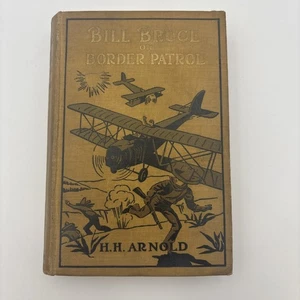 BILL BRUCE
ON
BORDER PATROL
H.H. ARNOLD